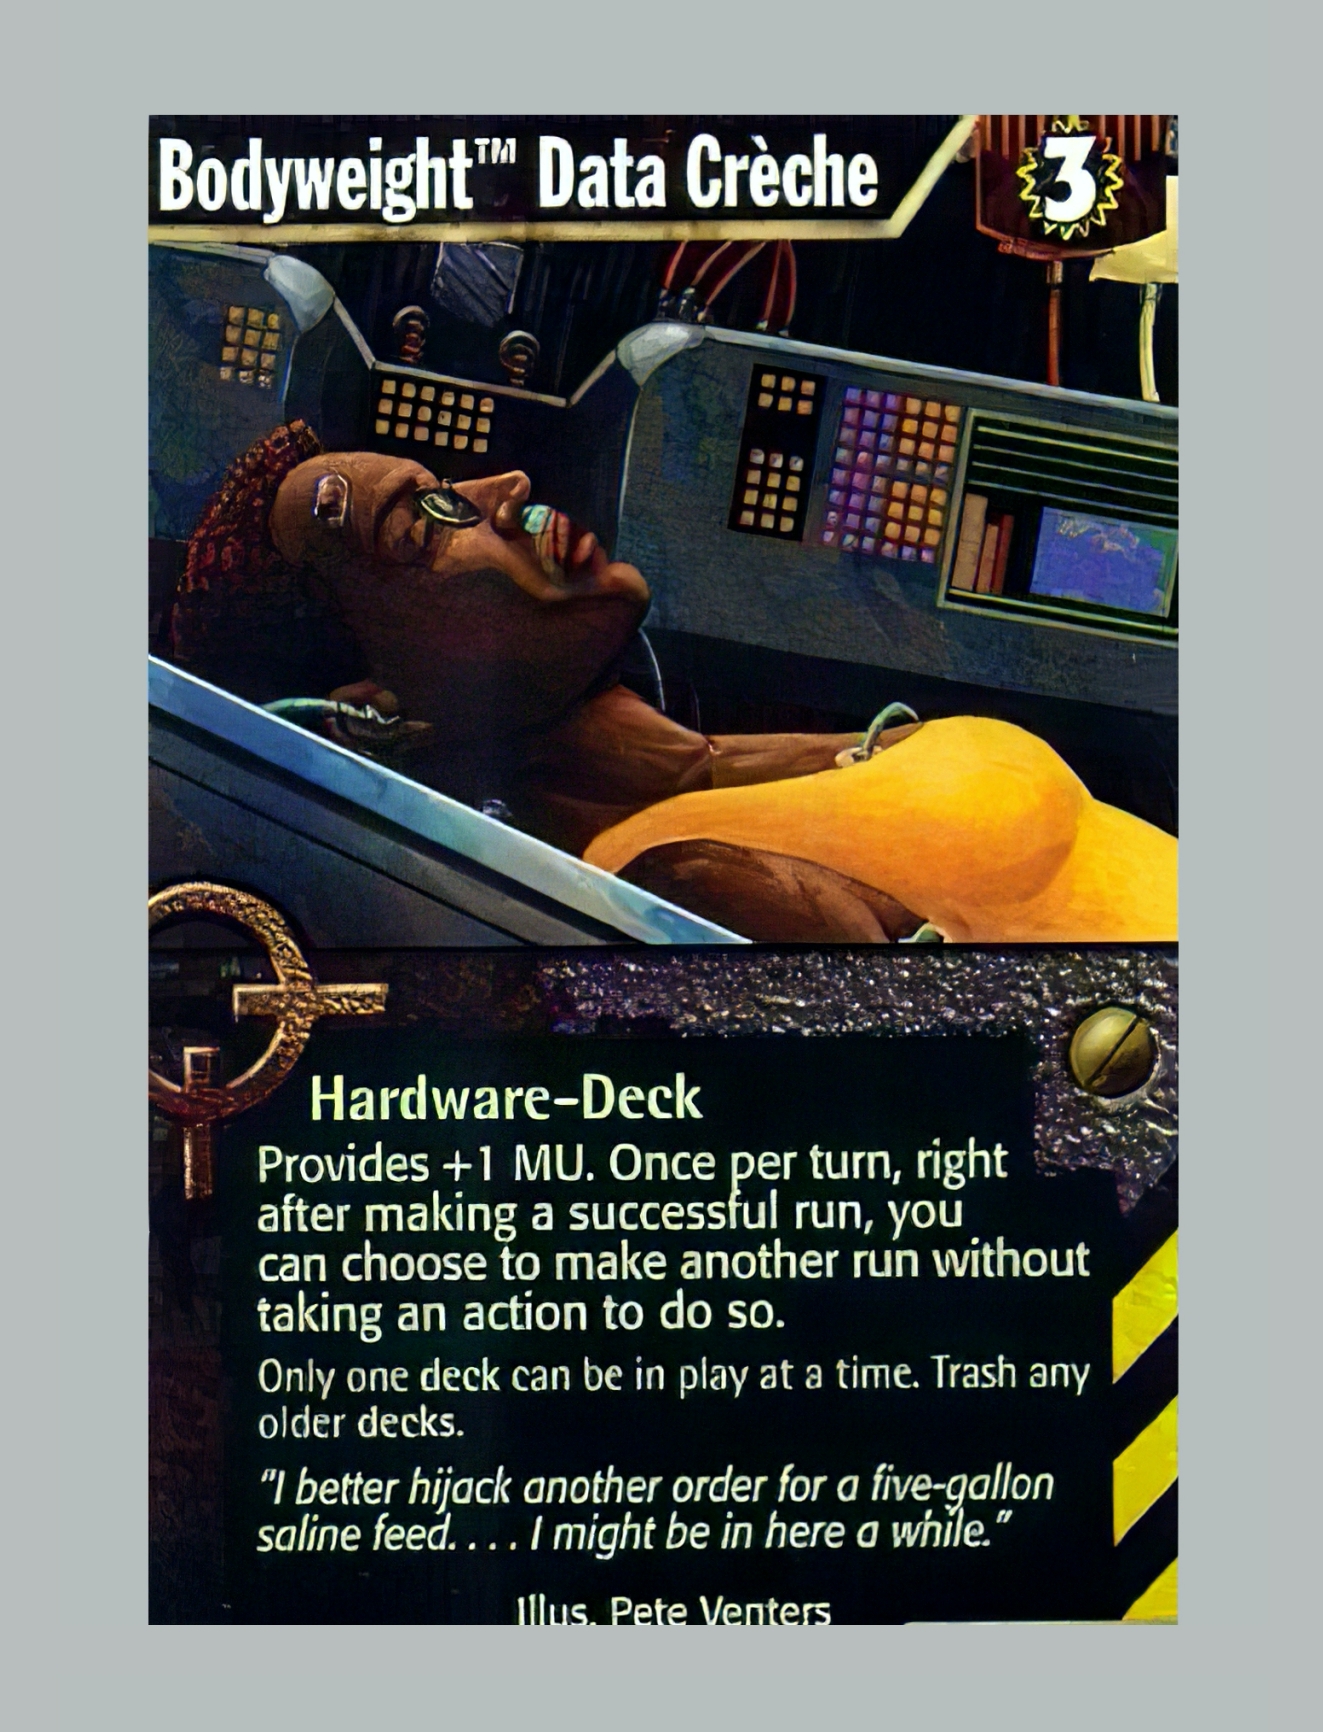 Bodyweight™ Data Crèche
3
Hardware–Deck
Provides +1 MU. Once per turn, right
after making a successful run, you
can choose to make another run without
taking an action to do so.
Only one deck can be in play at a time. Trash any
older decks.
"I better hijack another order for a five-gallon
saline feed. . . . I might be in here a while."
Illus. Pete Venters